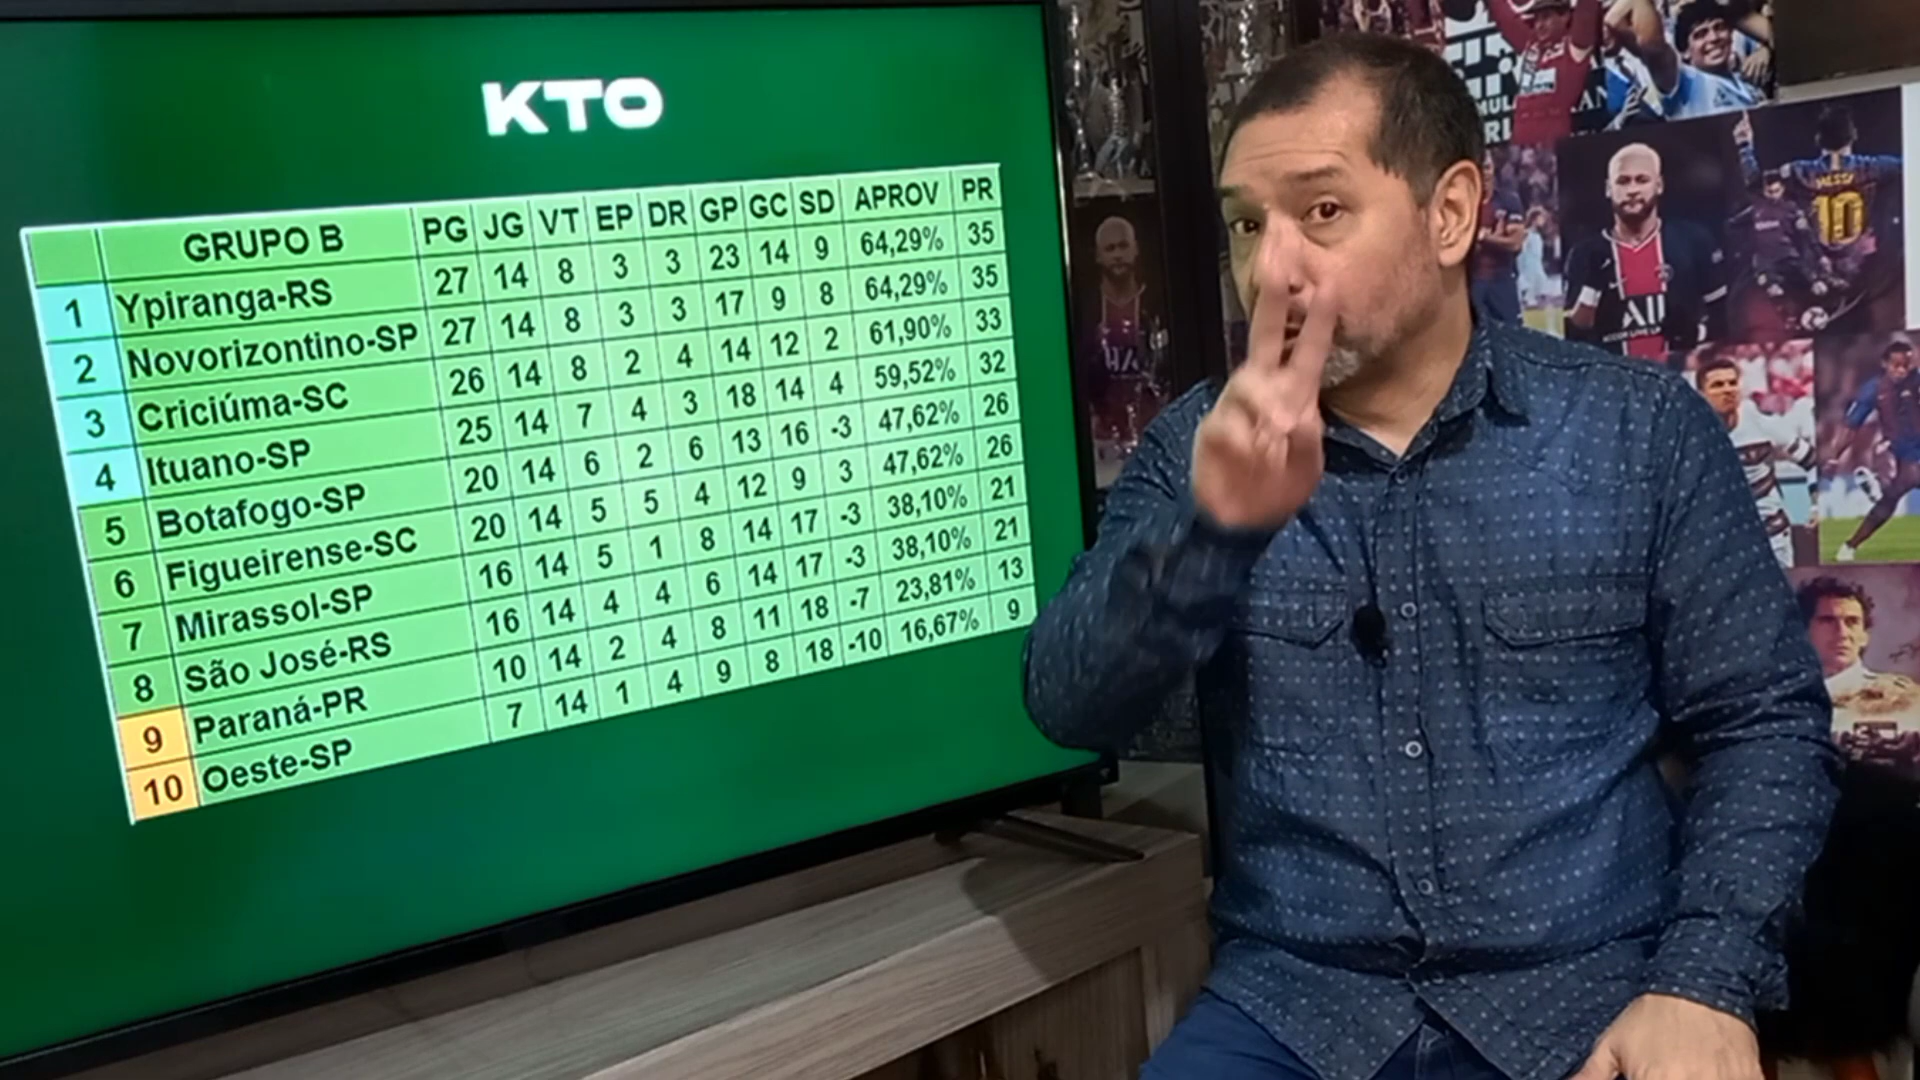 KTO
GRUPO B PG JG VT EP DR GP GC SD APROV PR
1 Ypiranga-RS 27 14 8 3 3 23 14 9 64,29% 35
2 Novorizontino-SP 27 14 8 3 3 17 9 8 64,29% 35
3 Criciúma-SC 26 14 8 2 4 14 12 2 61,90% 33
4 Ituano-SP 25 14 7 4 3 18 14 4 59,52% 32
5 Botafogo-SP 20 14 6 2 6 13 16 -3 47,62% 26
6 Figueirense-SC 20 14 5 5 4 12 9 3 47,62% 26
7 Mirassol-SP 16 14 5 1 8 14 17 -3 38,10% 21
8 São José-RS 16 14 4 4 6 14 17 -3 38,10% 21
9 Paraná-PR 10 14 2 4 8 11 18 -7 23,81% 13
10 Oeste-SP 7 14 1 4 9 8 18 -10 16,67% 9
MESSI
10